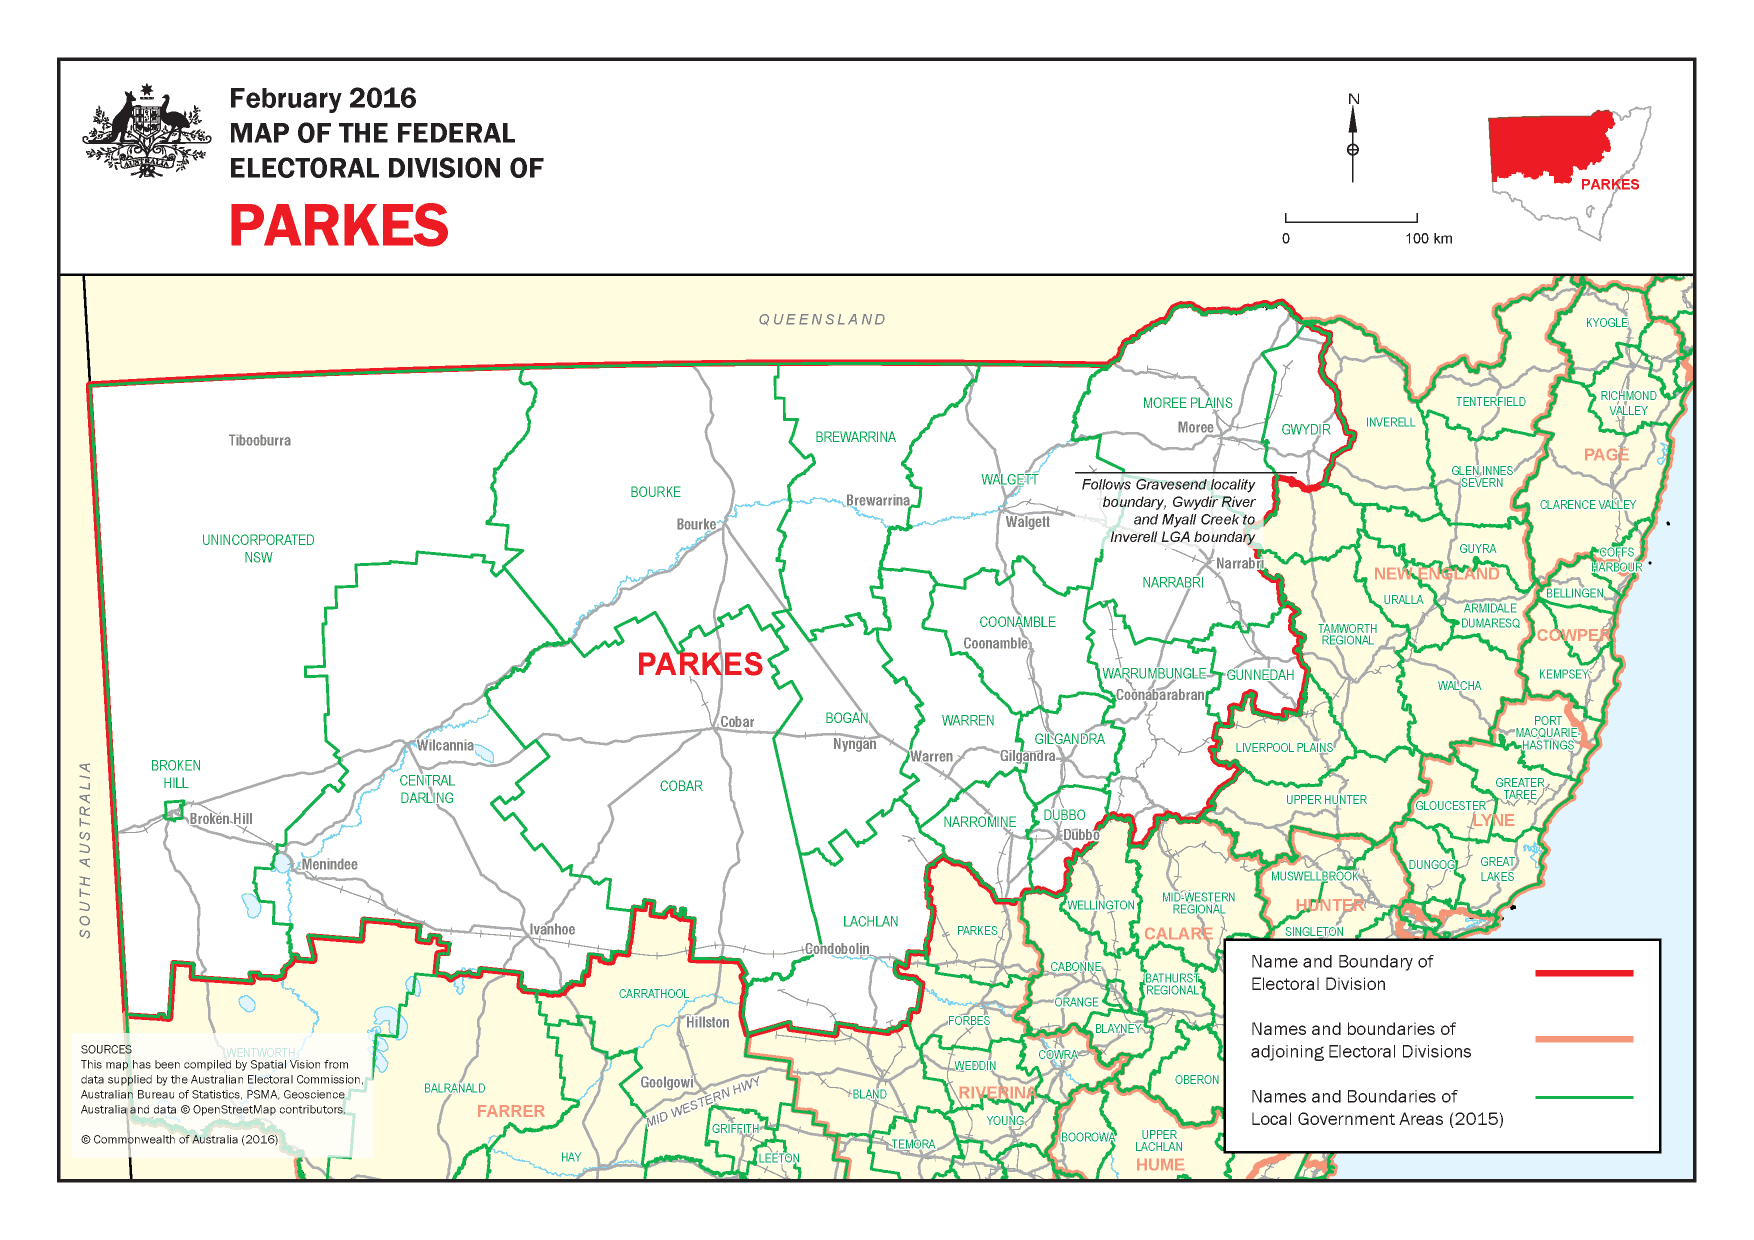 February 2016
MAP OF THE FEDERAL
ELECTORAL DIVISION OF
PARKES
AUSTRALIA
N
0
100 km
PARKES
QUEENSLAND
SOUTH AUSTRALIA
KYOGLE
RICHMOND
VALLEY
TENTERFIELD
INVERELL
MOREE PLAINS
Moree
GWYDIR
PAGE
GLEN INNES
SEVERN
CLARENCE VALLEY
Tibooburra
BREWARRINA
Brewarrina
WALGETT
Walgett
BOURKE
Bourke
Follows Gravesend locality
boundary, Gwydir River
and Myall Creek to
Inverell LGA boundary
UNINCORPORATED
NSW
Narrabri
NARRABRI
GUYRA
NEW ENGLAND
COFFS
HARBOUR
BELLINGEN
URALLA
ARMIDALE
DUMARESQ
COWPER
TAMWORTH
REGIONAL
COONAMBLE
Coonamble
PARKES
WARRUMBUNGLE
Coonabarabran
GUNNEDAH
KEMPSEY
WALCHA
Cobar
BOGAN
Nyngan
WARREN
Warren
GILGANDRA
Gilgandra
LIVERPOOL PLAINS
PORT
MACQUARIE-
HASTINGS
Wilcannia
CENTRAL
DARLING
COBAR
BROKEN
HILL
Broken Hill
NARROMINE
DUBBO
Dubbo
UPPER HUNTER
GLOUCESTER
GREATER
TAREE
LYNE
Menindee
DUNGOG
GREAT
LAKES
MUSWELLBROOK
HUNTER
SINGLETON
MID-WESTERN
REGIONAL
CALARE
WELLINGTON
LACHLAN
Ivanhoe
Condobolin
PARKES
CABONNE
BATHURST
REGIONAL
ORANGE
BLAYNEY
CARRATHOOL
Hillston
FORBES
WEDDIN
COWRA
OBERON
WENTWORTH
BALRANALD
FARRER
Goolgowi
MID WESTERN HWY
BLAND
RIVERINA
YOUNG
GRIFFITH
LEETON
TEMORA
HAY
BOOROWA
UPPER
LACHLAN
HUME
Name and Boundary of
Electoral Division
Names and boundaries of
adjoining Electoral Divisions
Names and Boundaries of
Local Government Areas (2015)
SOURCES
This map has been compiled by Spatial Vision from
data supplied by the Australian Electoral Commission,
Australian Bureau of Statistics, PSMA, Geoscience
Australia and data © OpenStreetMap contributors.
© Commonwealth of Australia (2016)